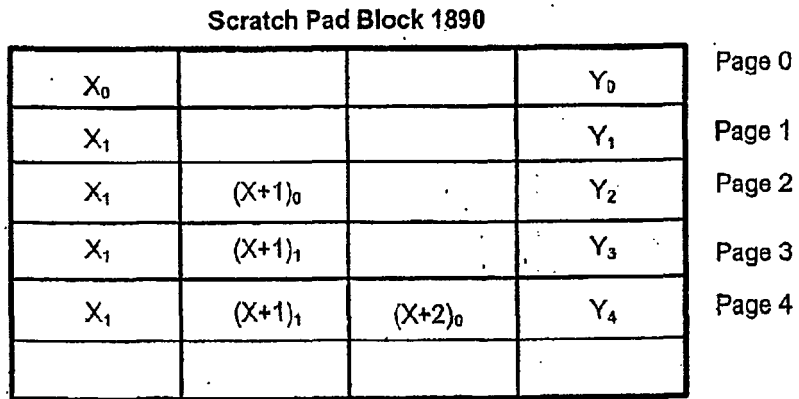 Scratch Pad Block 1890
X₀ Y₀ Page 0
X₁ Y₁ Page 1
X₁ (X+1)₀ Y₂ Page 2
X₁ (X+1)₁ Y₃ Page 3
X₁ (X+1)₁ (X+2)₀ Y₄ Page 4